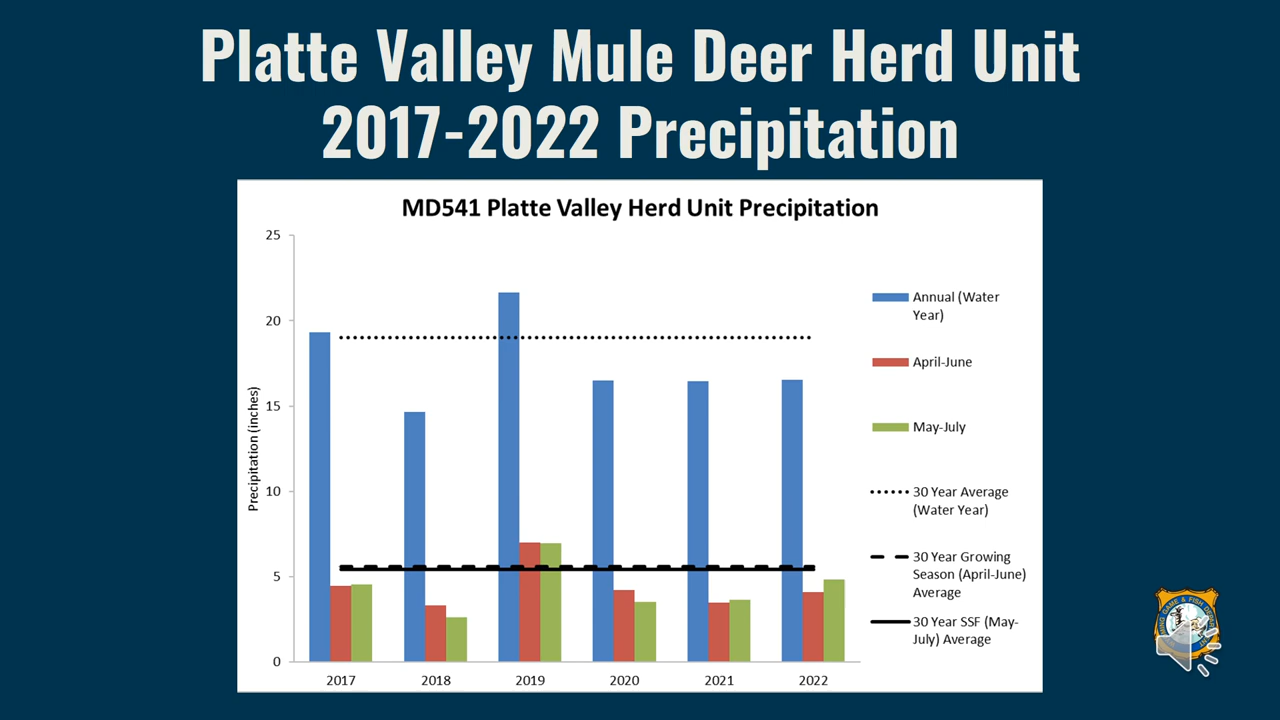 Platte Valley Mule Deer Herd Unit
2017-2022 Precipitation
MD541 Platte Valley Herd Unit Precipitation
Precipitation (inches)
25
20
15
10
5
0
2017
2018
2019
2020
2021
2022
Annual (Water
Year)
April-June
May-July
30 Year Average
(Water Year)
30 Year Growing
Season (April-June)
Average
30 Year SSF (May-
July) Average
GAME & FISH